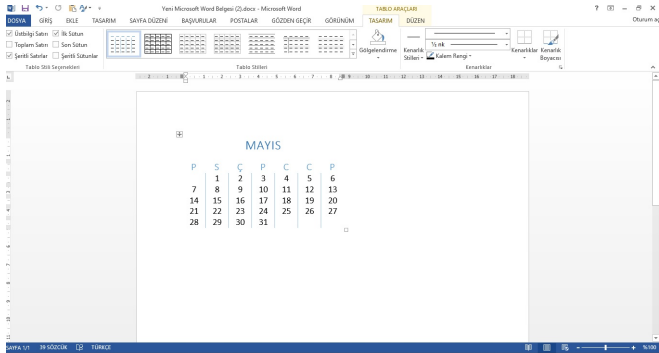 Yeni Microsoft Word Belgesi (2).docx - Microsoft Word
TABLO ARAÇLARI
DOSYA GİRİŞ EKLE TASARIM SAYFA DÜZENİ BAŞVURULAR POSTALAR GÖZDEN GEÇİR GÖRÜNÜM TASARIM DÜZEN Oturum aç
Üstbilgi Satırı İlk Sütun
Toplam Satırı Son Sütun
Şeritli Satırlar Şeritli Sütunlar
Tablo Stili Seçenekleri
Tablo Stilleri
Gölgelendirme
Kenarlık Stilleri
½ nk
Kalem Rengi
Kenarlıklar
Kenarlık Boyacısı
Kenarlıklar
MAYIS
P S Ç P C C P
1 2 3 4 5 6
7 8 9 10 11 12 13
14 15 16 17 18 19 20
21 22 23 24 25 26 27
28 29 30 31
SAYFA 1/1 39 SÖZCÜK TÜRKÇE %100